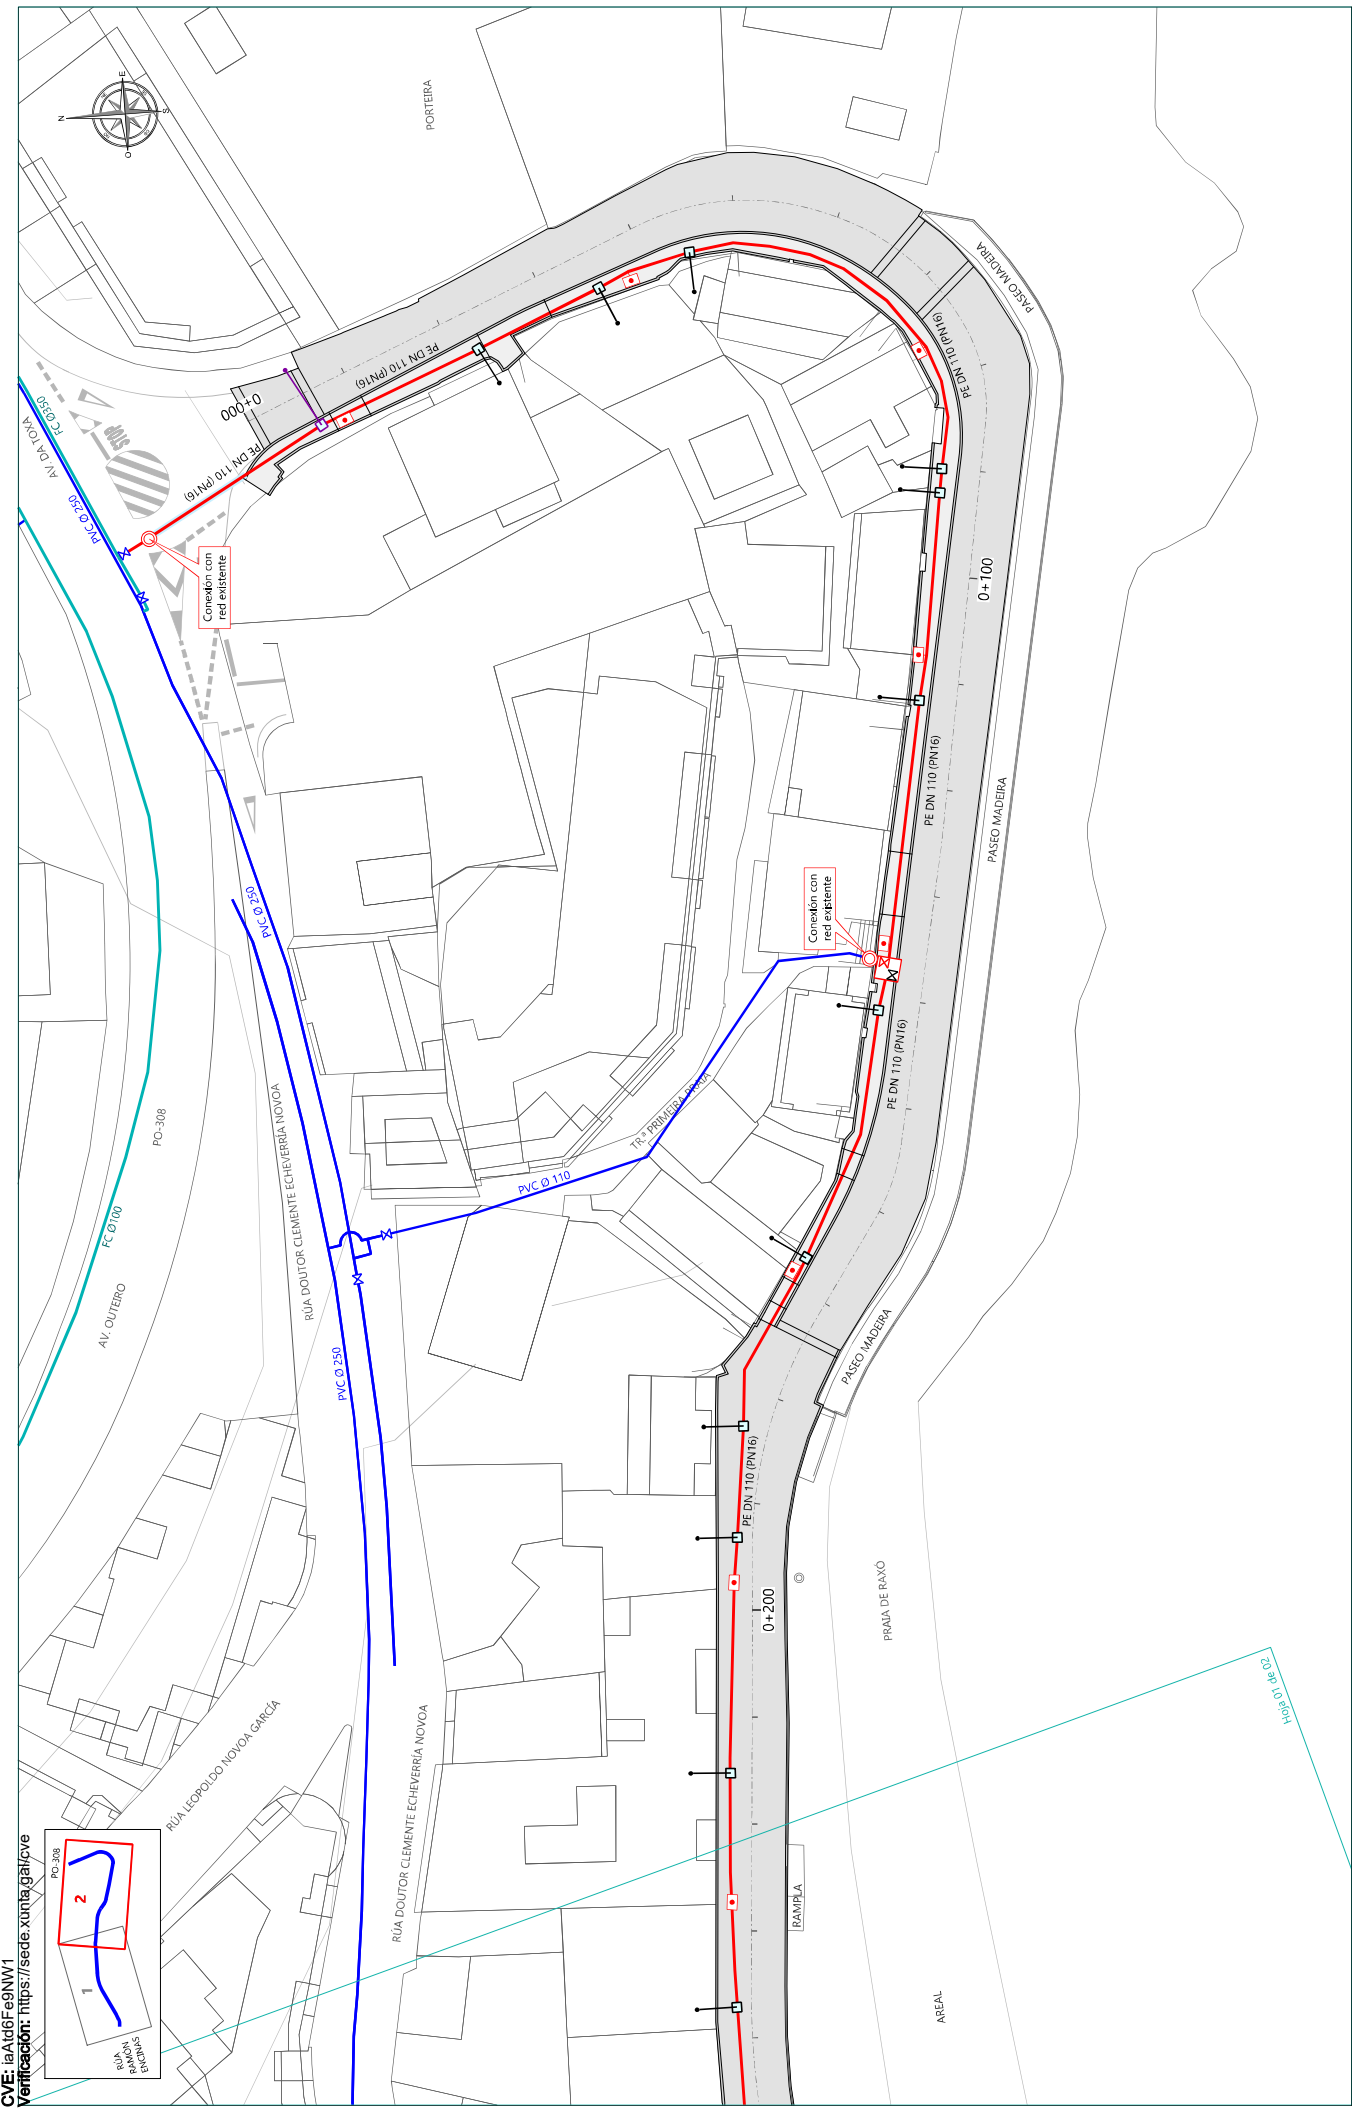 CVE: iaAtd6Fe9NW1
Verificación: https://sede.xunta.gal/cve
N
E
S
O
PORTEIRA
AV. DA TOXA
FC Ø350
PVC Ø 250
STOP
0+000
PE DN 110 (PN16)
PE DN 110 (PN16)
Conexión con
red existente
PASEO MADEIRA
PE DN 110 (PN16)
0+100
PE DN 110 (PN16)
PASEO MADEIRA
Conexión con
red existente
PVC Ø 250
PE DN 110 (PN16)
TR.ª PRIMEIRA PRAIA
PVC Ø 110
PO-308
FC Ø100
AV. OUTEIRO
RÚA DOUTOR CLEMENTE ECHEVERRÍA NOVOA
PVC Ø 250
PASEO MADEIRA
PE DN 110 (PN16)
0+200
PRAIA DE RAXÓ
Hoja 01 de 02
RÚA LEOPOLDO NOVOA GARCÍA
RÚA DOUTOR CLEMENTE ECHEVERRÍA NOVOA
RAMPLA
AREAL
PO-308
2
1
RÚA
RAMÓN
ENCINAS